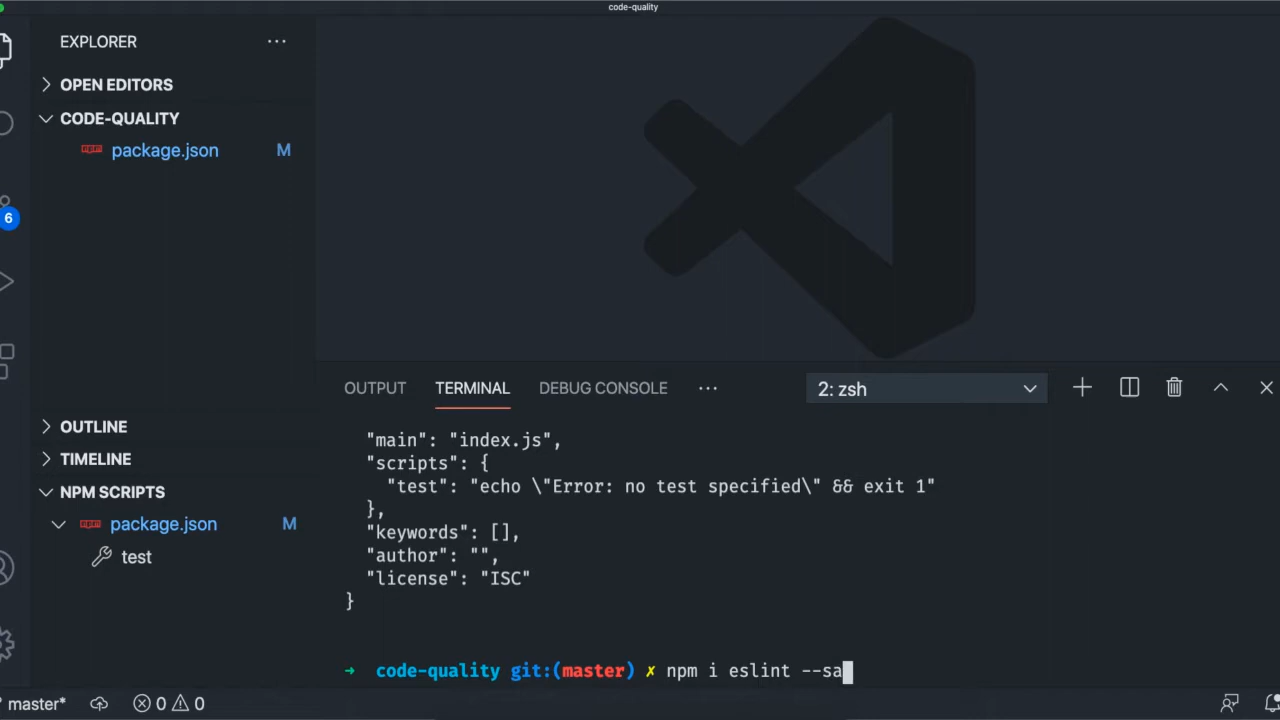 code-quality
EXPLORER
OPEN EDITORS
CODE-QUALITY
package.json M
6
OUTLINE
TIMELINE
NPM SCRIPTS
package.json M
test
OUTPUT TERMINAL DEBUG CONSOLE 2: zsh
"main": "index.js",
"scripts": {
"test": "echo \"Error: no test specified\" && exit 1"
},
"keywords": [],
"author": "",
"license": "ISC"
}
➜ code-quality git:(master) ✗ npm i eslint --sa
master* 0 0